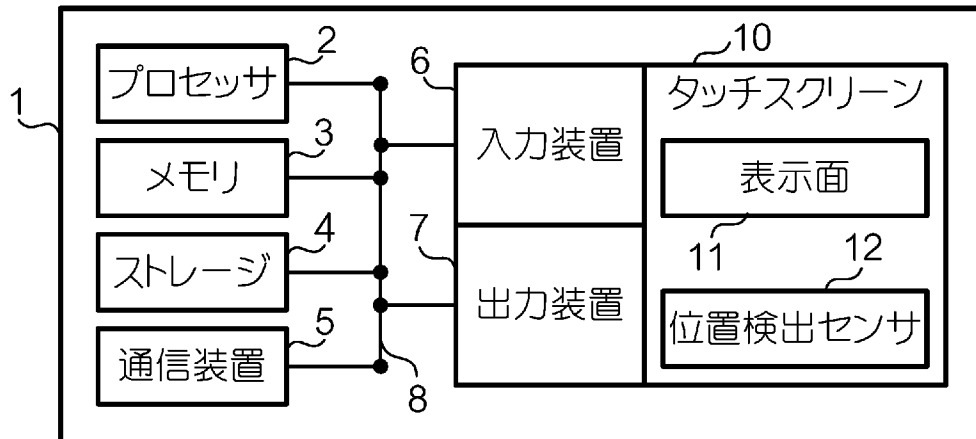 1
プロセッサ
2
メモリ
3
ストレージ
4
通信装置
5
6
入力装置
7
出力装置
8
10
タッチスクリーン
表示面
11
12
位置検出センサ